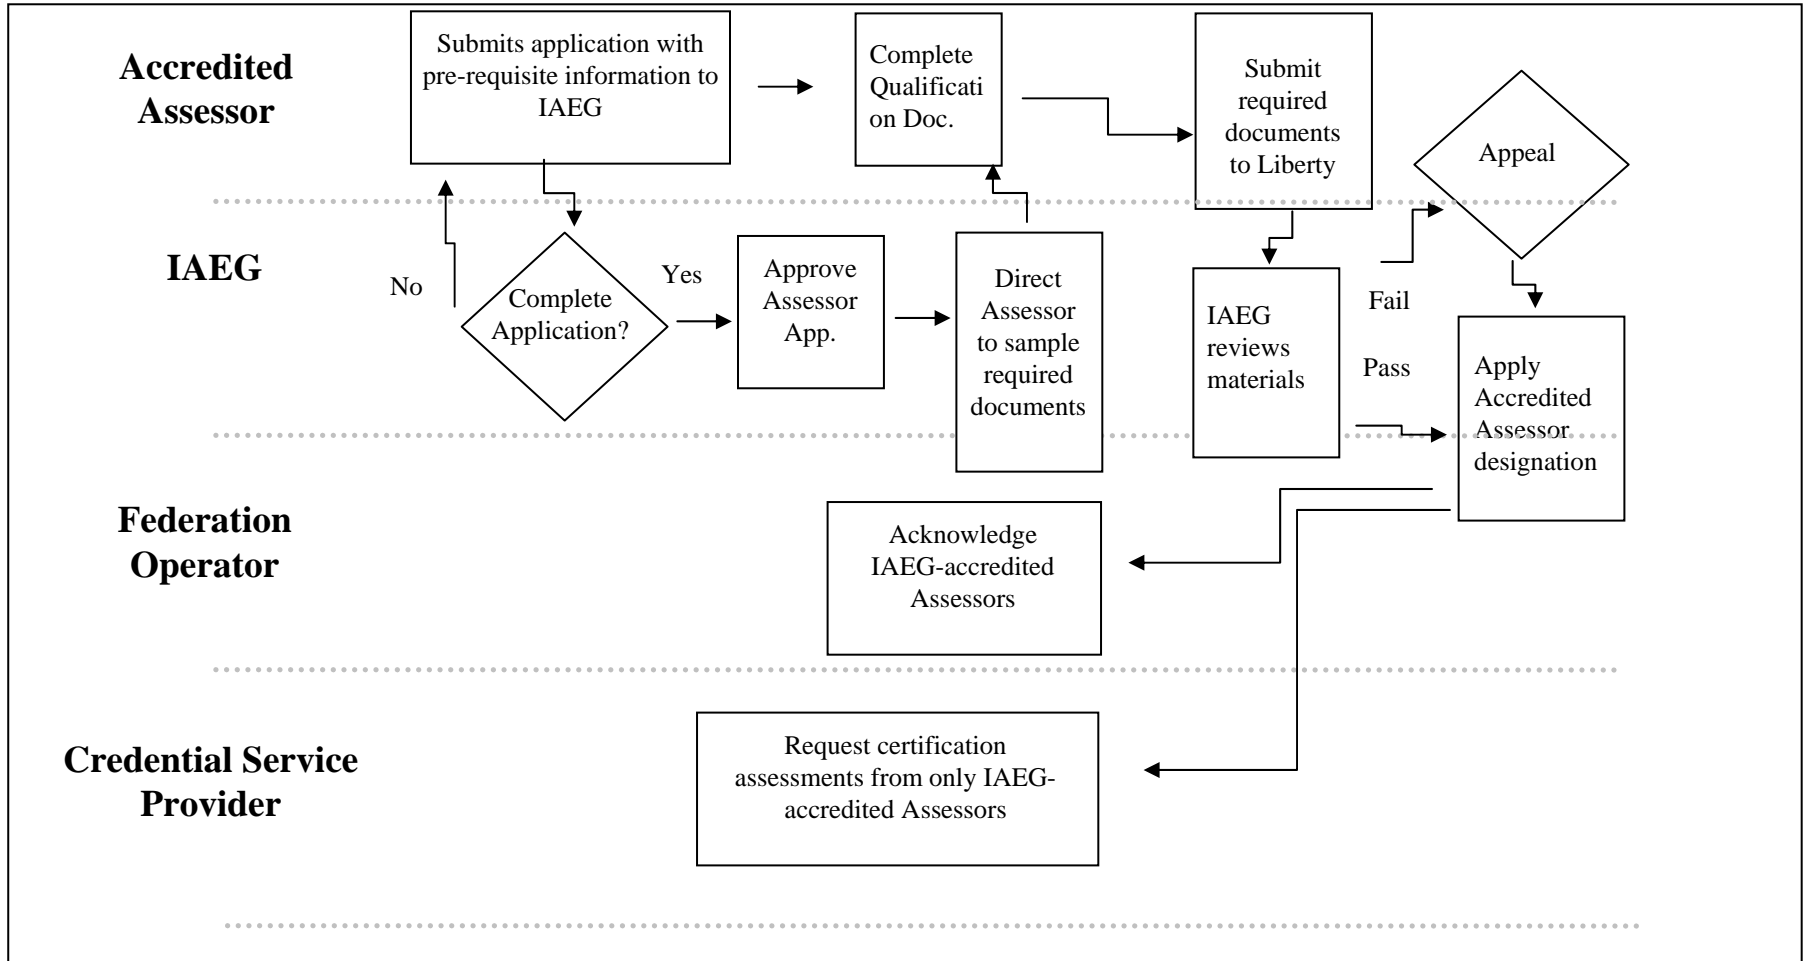 Accredited
Assessor
Submits application with
pre-requisite information to
IAEG
Complete
Qualificati
on Doc.
Submit
required
documents
to Liberty
Appeal
IAEG
No
Complete
Application?
Yes
Approve
Assessor
App.
Direct
Assessor
to sample
required
documents
IAEG
reviews
materials
Fail
Pass
Apply
Accredited
Assessor
designation
Federation
Operator
Acknowledge
IAEG-accredited
Assessors
Credential Service
Provider
Request certification
assessments from only IAEG-
accredited Assessors